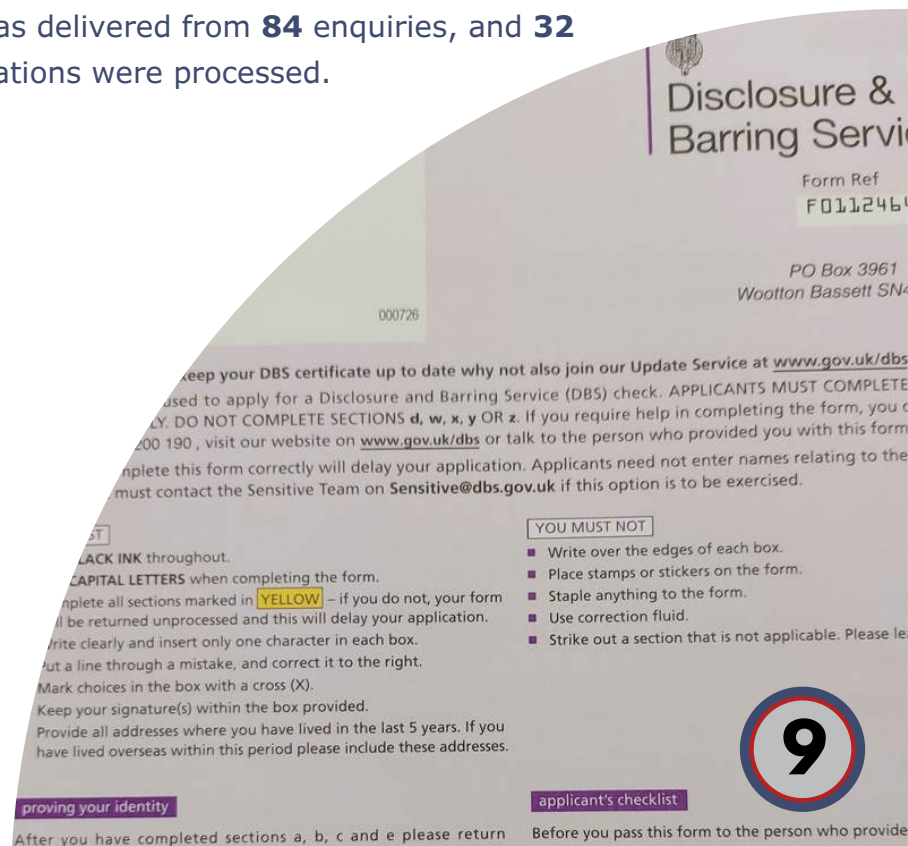 as delivered from 84 enquiries, and 32
ations were processed.
Disclosure &
Barring Servi
Form Ref
F0112464
PO Box 3961
Wootton Bassett SN4
000726
keep your DBS certificate up to date why not also join our Update Service at www.gov.uk/dbs
used to apply for a Disclosure and Barring Service (DBS) check. APPLICANTS MUST COMPLETE
LY. DO NOT COMPLETE SECTIONS d, w, x, y OR z. If you require help in completing the form, you
200 190 , visit our website on www.gov.uk/dbs or talk to the person who provided you with this form
mplete this form correctly will delay your application. Applicants need not enter names relating to the
must contact the Sensitive Team on Sensitive@dbs.gov.uk if this option is to be exercised.
ST
LACK INK throughout.
CAPITAL LETTERS when completing the form.
mplete all sections marked in YELLOW – if you do not, your form
ll be returned unprocessed and this will delay your application.
Write clearly and insert only one character in each box.
Put a line through a mistake, and correct it to the right.
Mark choices in the box with a cross (X).
Keep your signature(s) within the box provided.
Provide all addresses where you have lived in the last 5 years. If you
have lived overseas within this period please include these addresses.
YOU MUST NOT
Write over the edges of each box.
Place stamps or stickers on the form.
Staple anything to the form.
Use correction fluid.
Strike out a section that is not applicable. Please le
9
proving your identity
After you have completed sections a, b, c and e please return
applicant's checklist
Before you pass this form to the person who provide